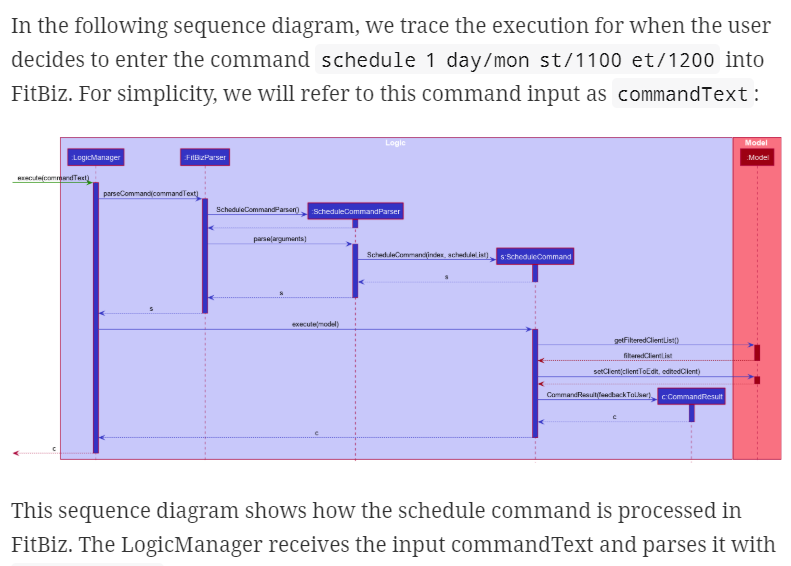 In the following sequence diagram, we trace the execution for when the user
decides to enter the command schedule 1 day/mon st/1100 et/1200 into
FitBiz. For simplicity, we will refer to this command input as commandText:
Logic
Model
:LogicManager
:FitBizParser
:Model
execute(commandText)
parseCommand(commandText)
ScheduleCommandParser()
:ScheduleCommandParser
parse(arguments)
ScheduleCommand(index, scheduleList)
s:ScheduleCommand
s
s
s
execute(model)
getFilteredClientList()
filteredClientList
setClient(clientToEdit, editedClient)
CommandResult(feedbackToUser)
c:CommandResult
c
c
c
This sequence diagram shows how the schedule command is processed in
FitBiz. The LogicManager receives the input commandText and parses it with